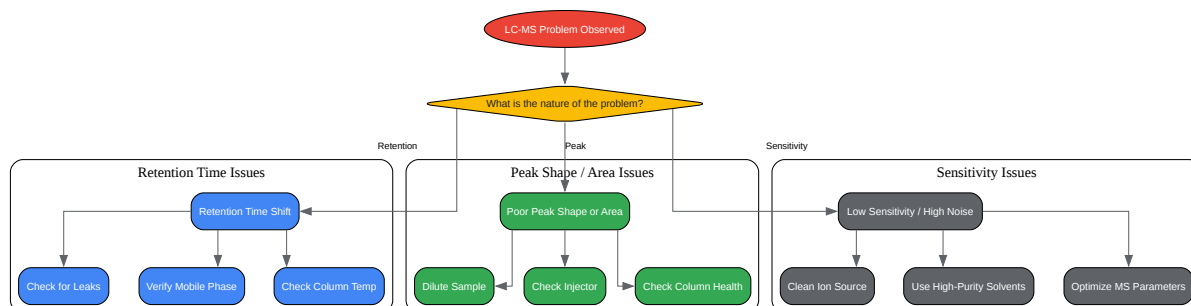 LC-MS Problem Observed
What is the nature of the problem?
Retention
Peak
Sensitivity
Retention Time Issues
Peak Shape / Area Issues
Sensitivity Issues
Retention Time Shift
Poor Peak Shape or Area
Low Sensitivity / High Noise
Check for Leaks
Verify Mobile Phase
Check Column Temp
Dilute Sample
Check Injector
Check Column Health
Clean Ion Source
Use High-Purity Solvents
Optimize MS Parameters